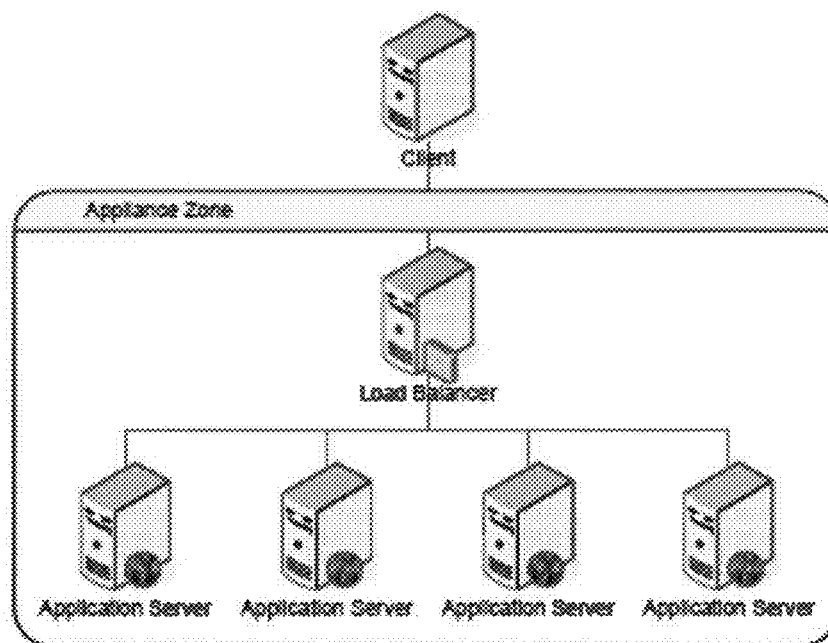 Client
Appliance Zone
Load Balancer
Application Server Application Server Application Server Application Server